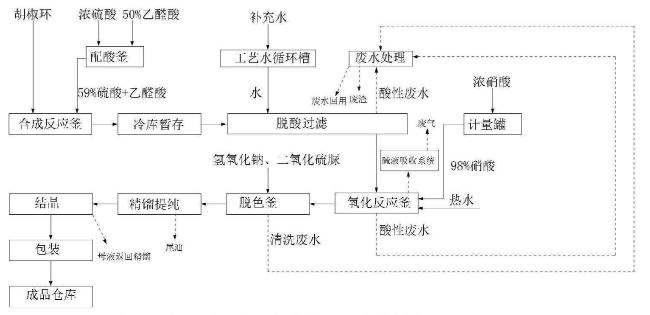 胡椒环
浓硫酸
50%乙醛酸
补充水
配酸釜
工艺水循环槽
废水处理
浓硝酸
废水回用
废渣
59%硫酸+乙醛酸
水
酸性废水
合成反应釜
冷库暂存
脱酸过滤
废气
计量罐
碱液吸收系统
98%硝酸
氢氧化钠、二氧化硫脲
结晶
精馏提纯
脱色釜
氧化反应釜
热水
包装
母液返回精馏
尾油
清洗废水
酸性废水
成品仓库